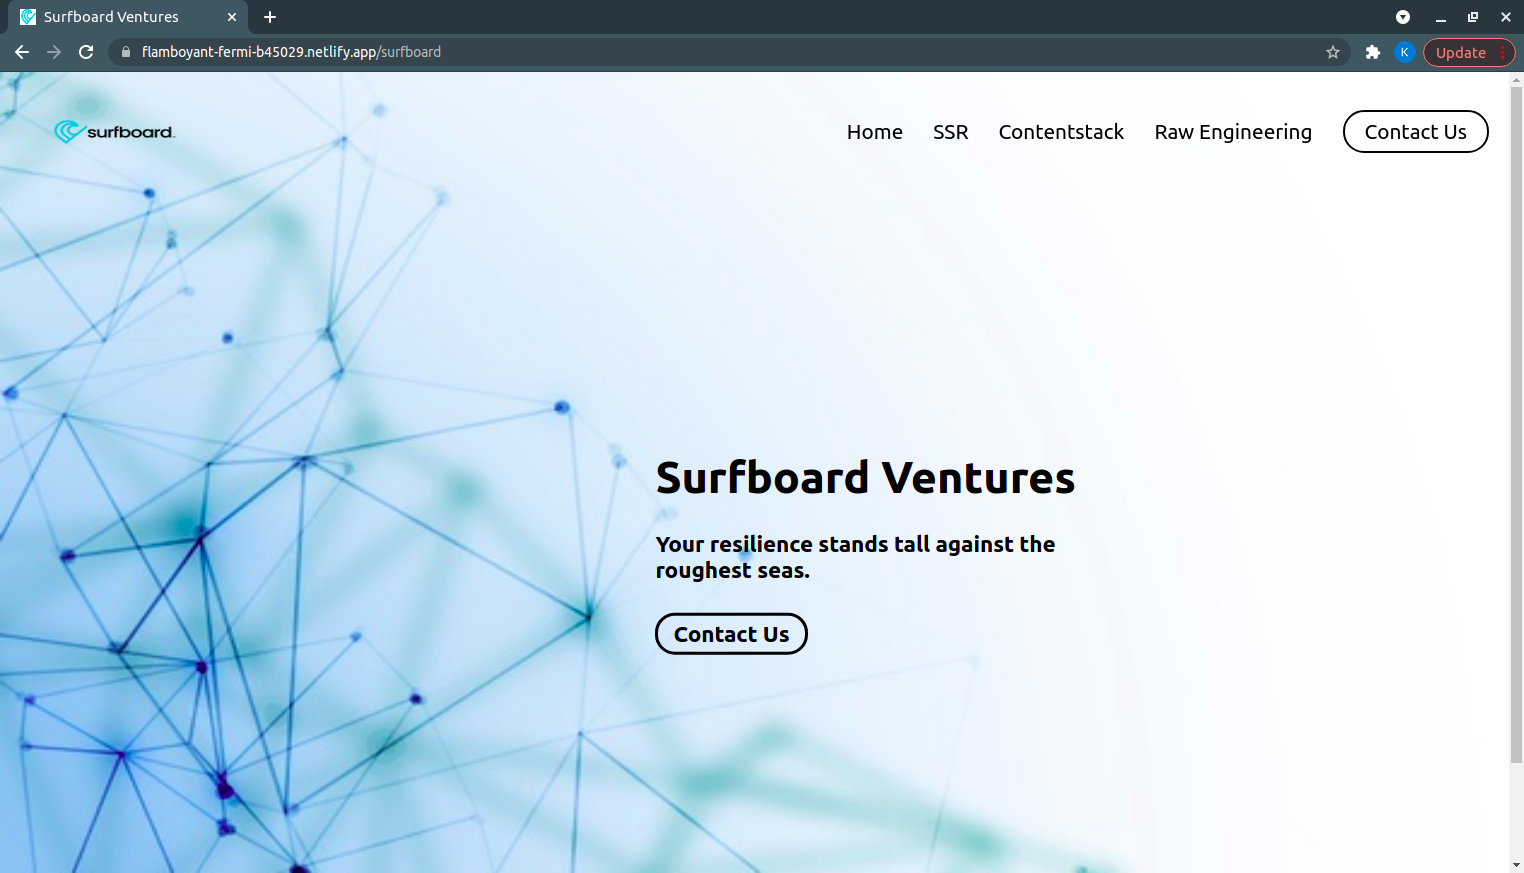 Surfboard Ventures
flamboyant-fermi-b45029.netlify.app/surfboard
K
Update
surfboard
Home
SSR
Contentstack
Raw Engineering
Contact Us
Surfboard Ventures
Your resilience stands tall against the
roughest seas.
Contact Us